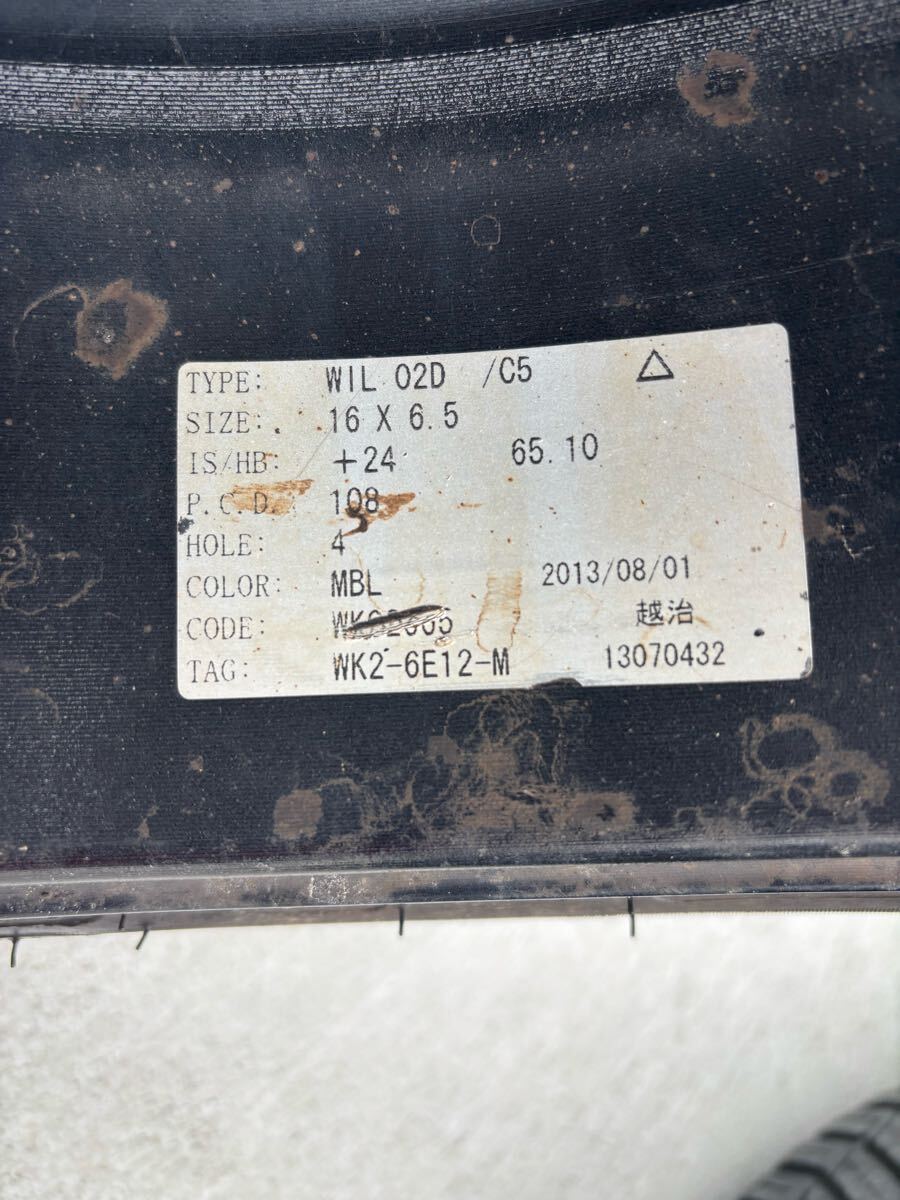 TYPE: WIL 02D /C5 △
SIZE: 16 X 6.5
IS/HB: +24 65.10
P.C.D. 108
HOLE: 4
COLOR: MBL 2013/08/01
CODE: 越治
TAG: WK2-6E12-M 13070432